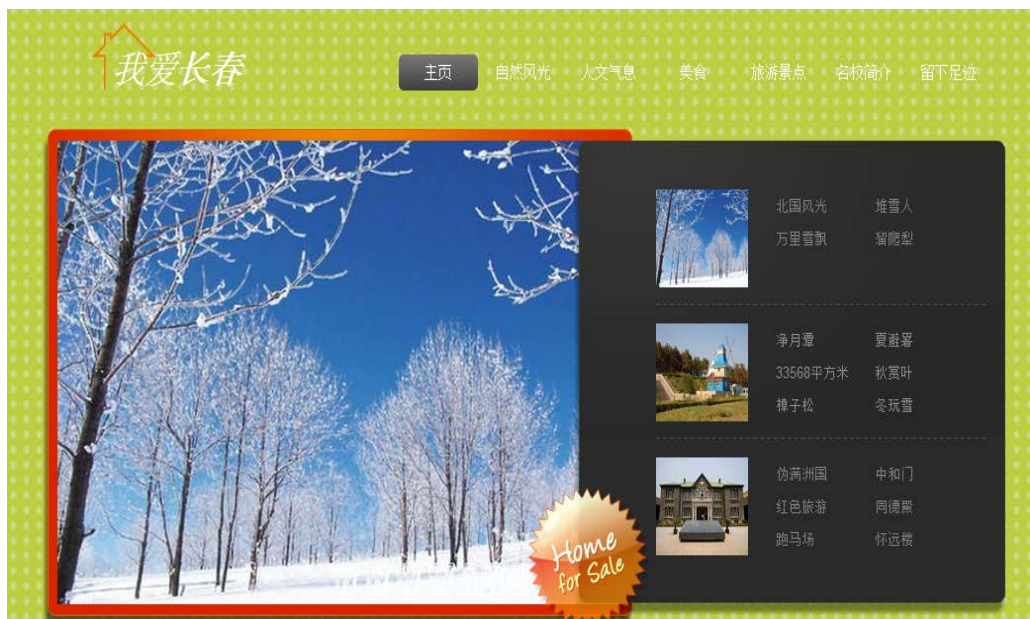 我爱长春
主页 自然风光 人文气息 美食 旅游景点 名校简介 留下足迹
北国风光 堆雪人
万里雪飘 溜爬犁
净月潭 夏避署
33568平方米 秋赏叶
樟子松 冬玩雪
伪满洲国 中和门
红色旅游 同德殿
跑马场 怀远楼
Home
for Sale